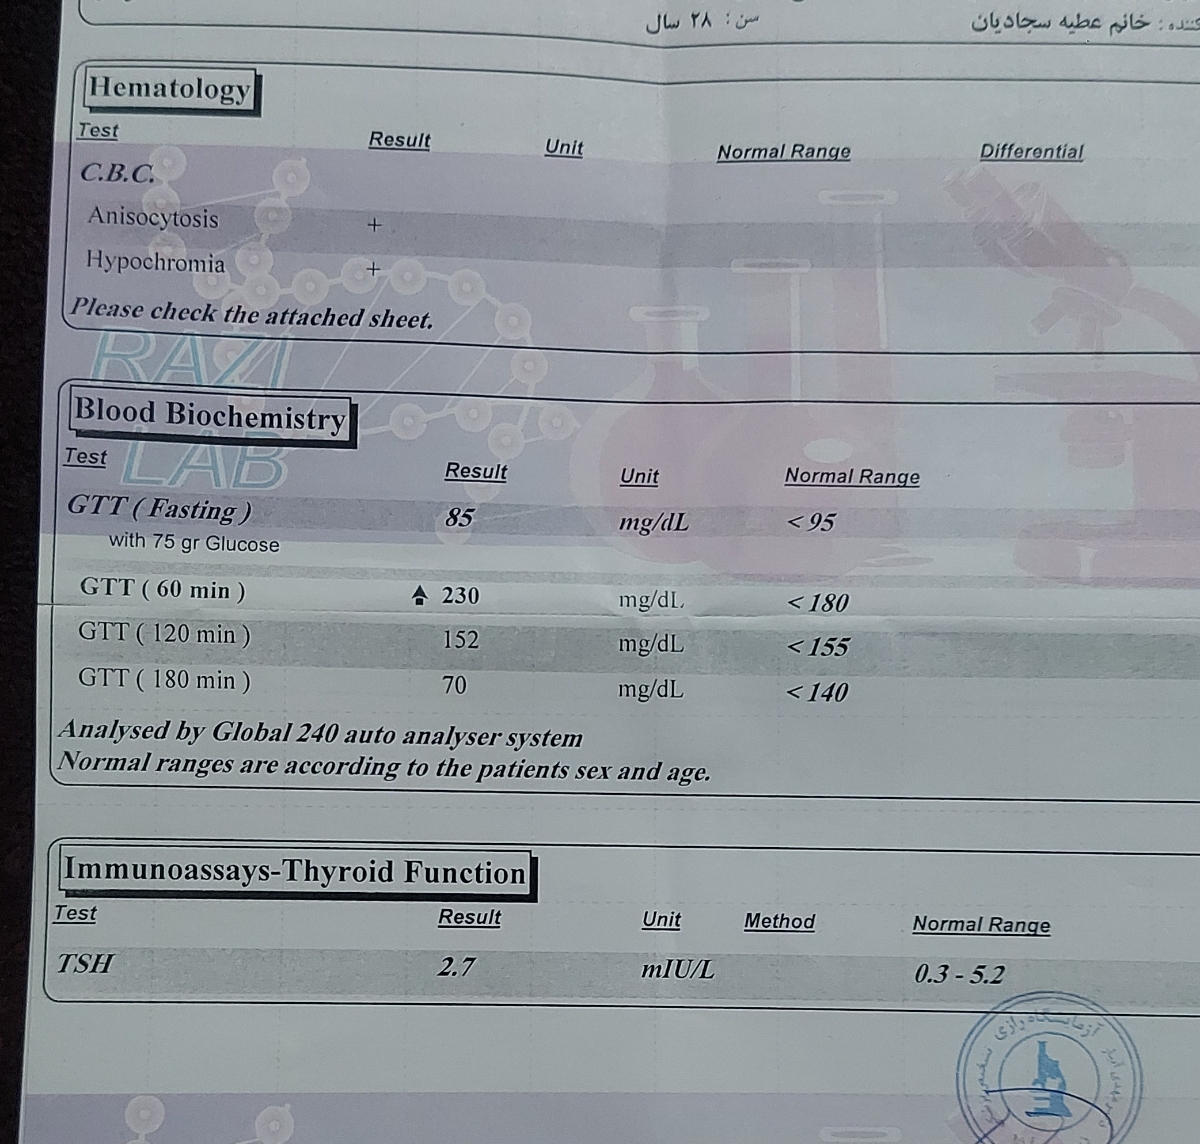 کننده : خانم عطیه سجادیان سن : ۲۸ سال
Hematology
Test Result Unit Normal Range Differential
C.B.C.
Anisocytosis +
Hypochromia +
Please check the attached sheet.
RAZI
LAB
Blood Biochemistry
Test Result Unit Normal Range
GTT ( Fasting ) 85 mg/dL < 95
with 75 gr Glucose
GTT ( 60 min ) 230 mg/dL < 180
GTT ( 120 min ) 152 mg/dL < 155
GTT ( 180 min ) 70 mg/dL < 140
Analysed by Global 240 auto analyser system
Normal ranges are according to the patients sex and age.
Immunoassays-Thyroid Function
Test Result Unit Method Normal Range
TSH 2.7 mIU/L 0.3 - 5.2
آزمایشگاه رازی